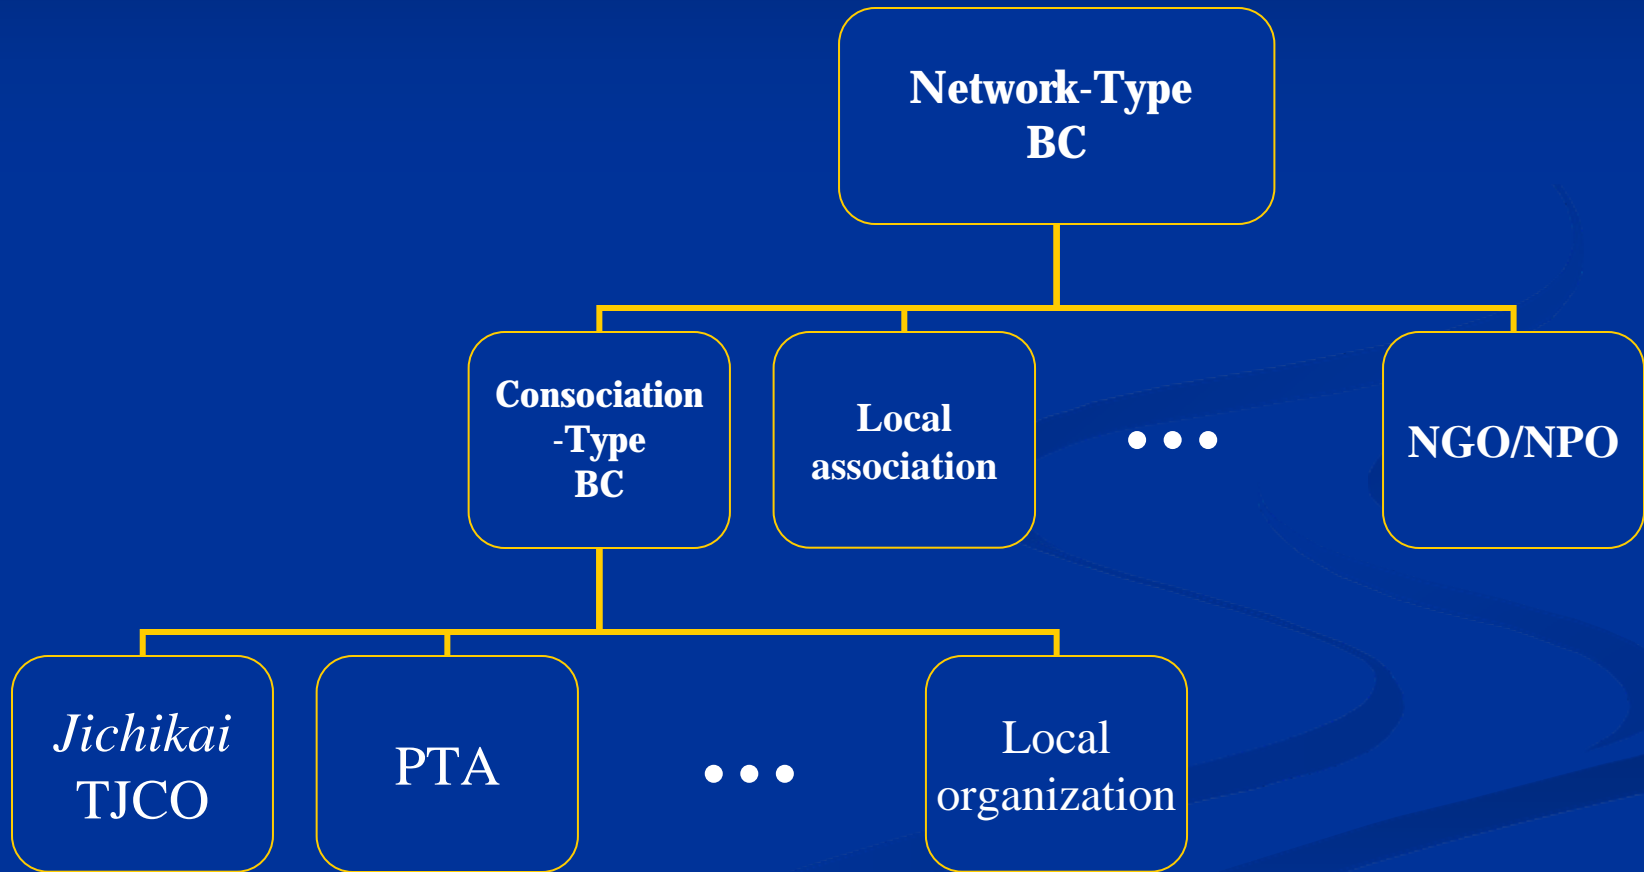 Network-Type
BC
Consociation
-Type
BC
Local
association
•••
NGO/NPO
Jichikai
TJCO
PTA
•••
Local
organization